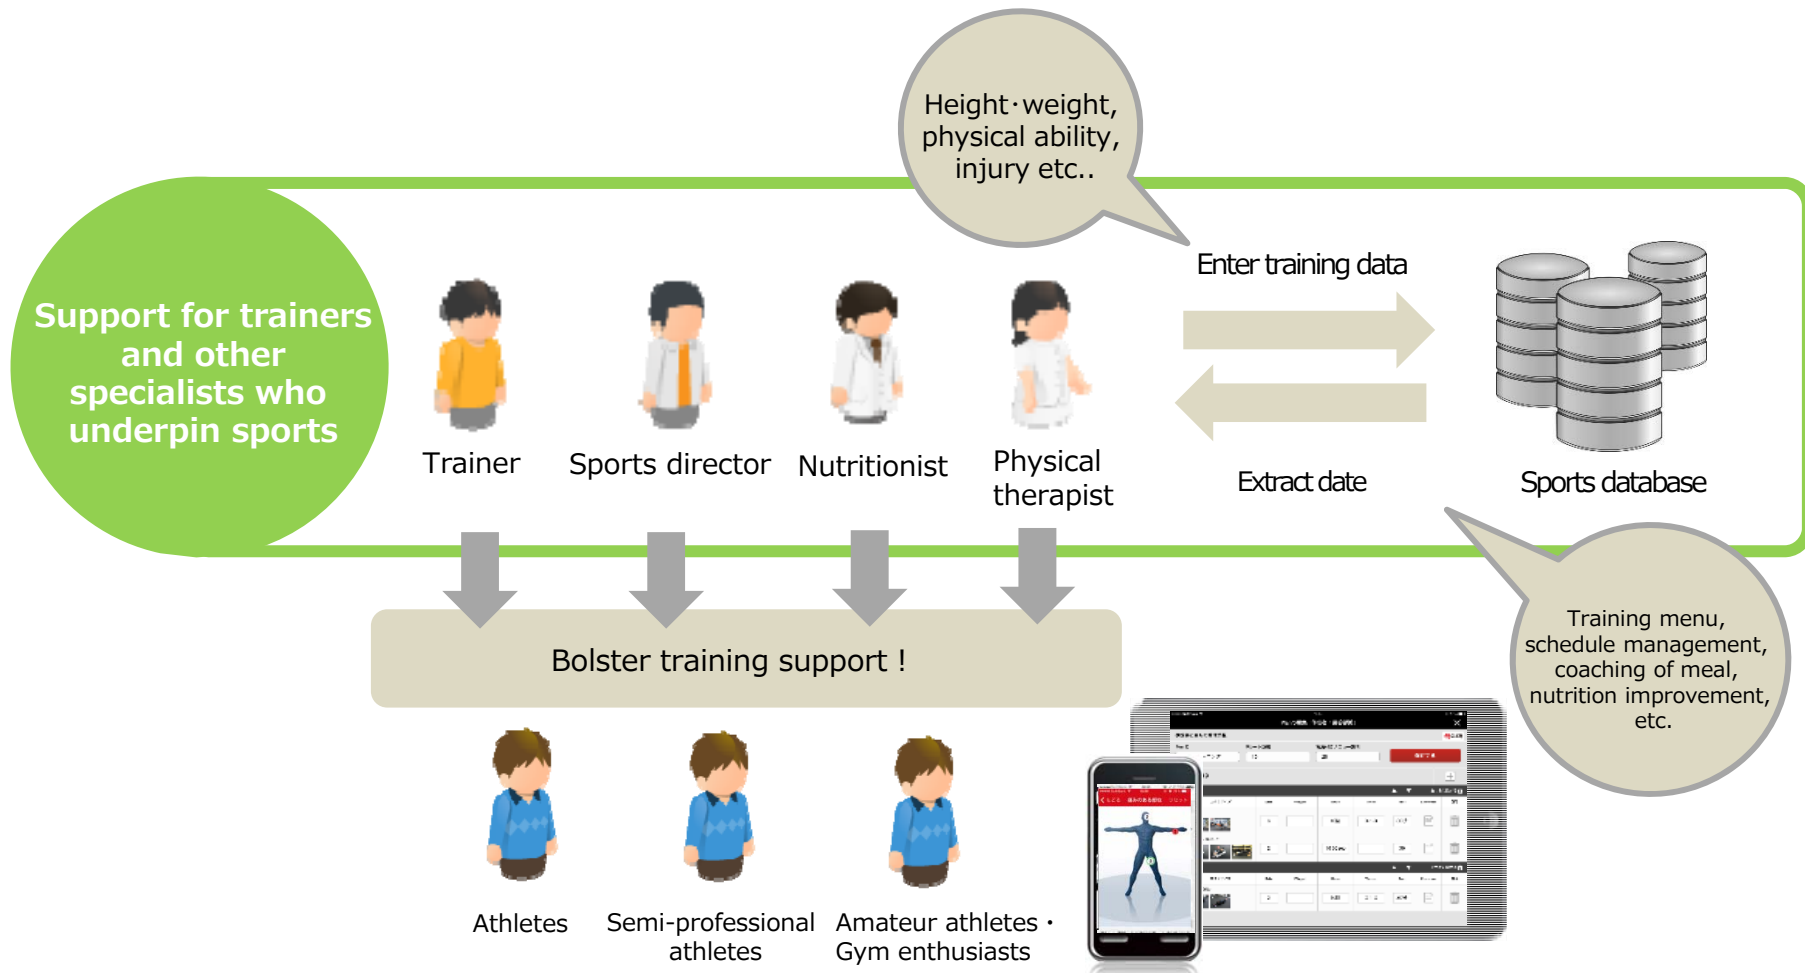 Height・weight,
physical ability,
injury etc..
Support for trainers
and other
specialists who
underpin sports
Enter training data
Trainer
Sports director
Nutritionist
Physical
therapist
Extract date
Sports database
Bolster training support !
Training menu,
schedule management,
coaching of meal,
nutrition improvement,
etc.
Athletes
Semi-professional
athletes
Amateur athletes・
Gym enthusiasts